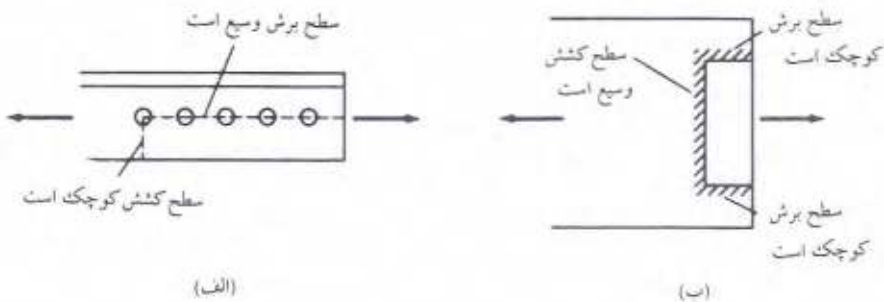 سطح برش وسیع است
سطح کشش کوچک است
(الف)
سطح برش
کوچک است
سطح کشش
وسیع است
سطح برش
کوچک است
(ب)